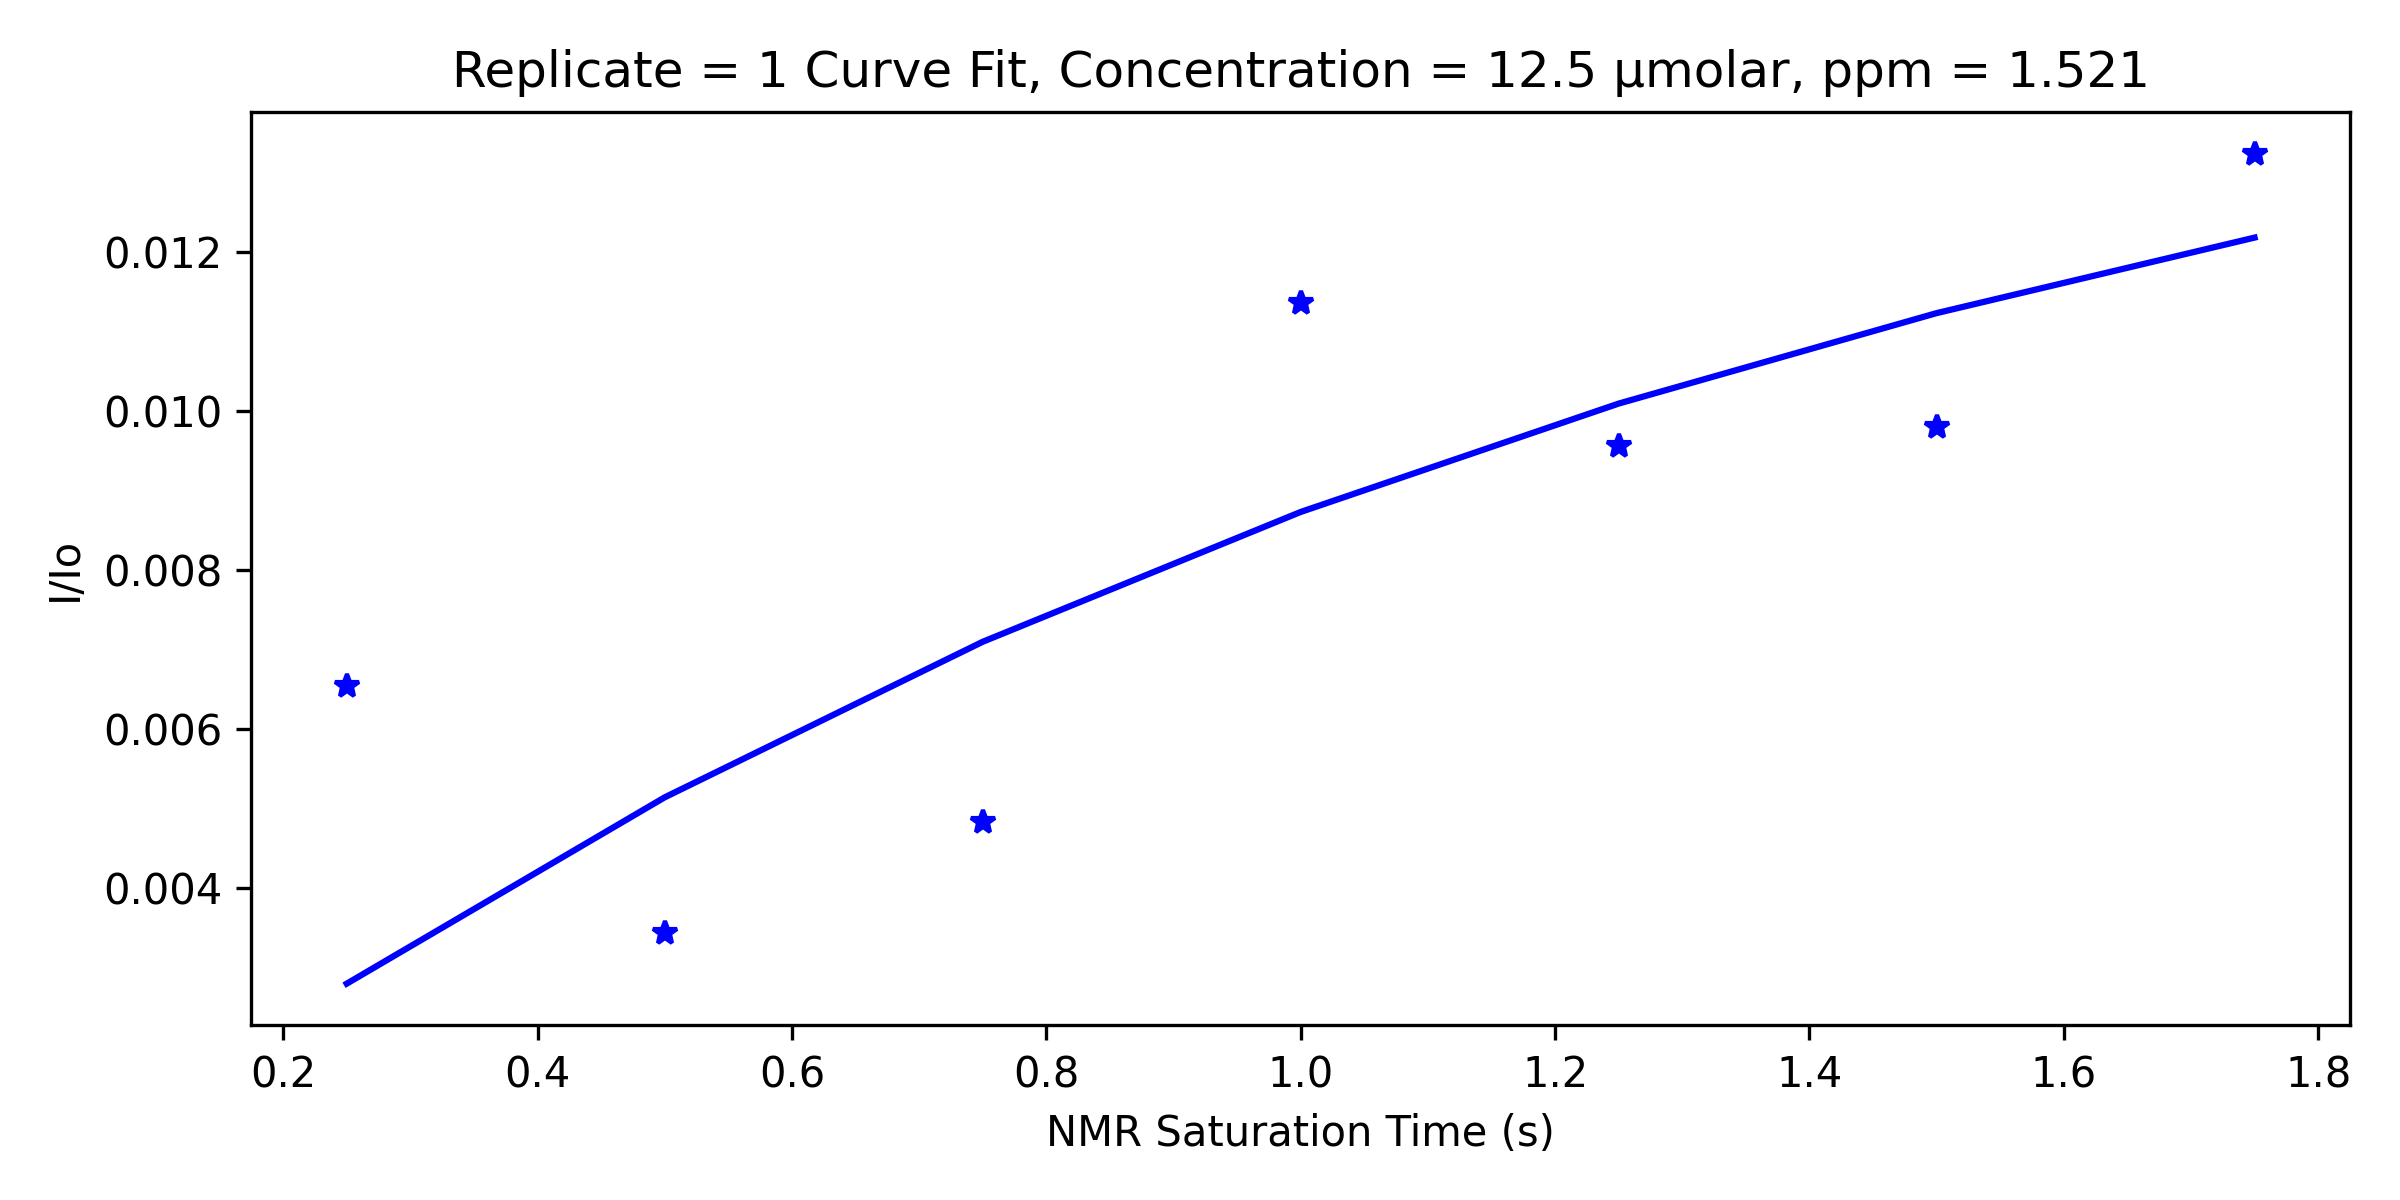 Replicate = 1 Curve Fit, Concentration = 12.5 µmolar, ppm = 1.521
I/Io
0.012
0.010
0.008
0.006
0.004
0.2 0.4 0.6 0.8 1.0 1.2 1.4 1.6 1.8
NMR Saturation Time (s)